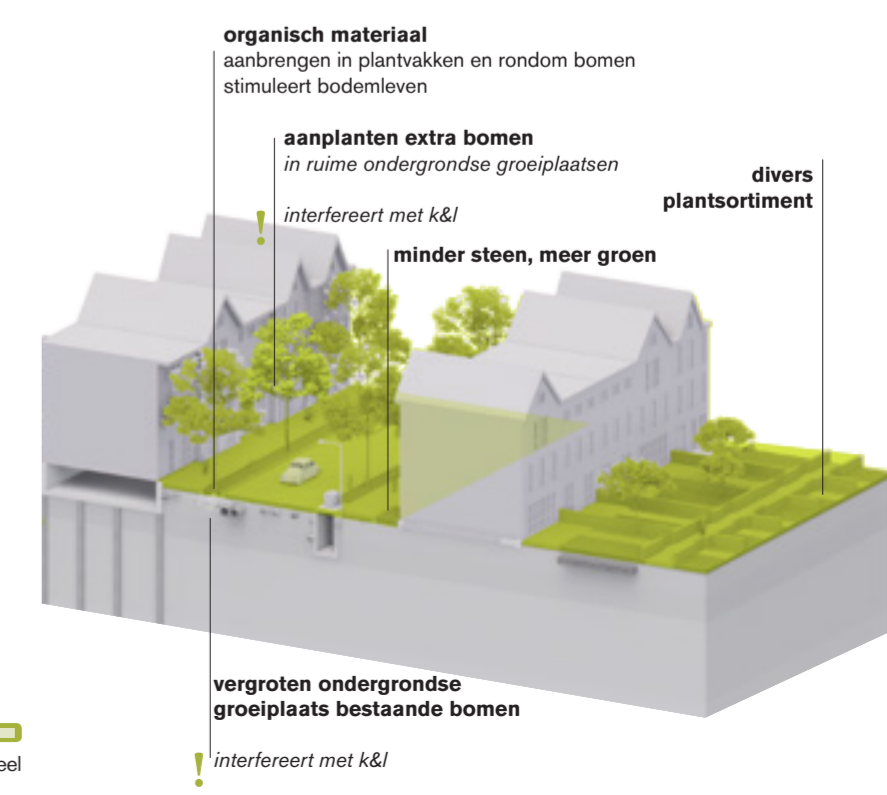 organisch materiaal
aanbrengen in plantvakken en rondom bomen
stimuleert bodemleven
aanplanten extra bomen
in ruime ondergrondse groeiplaatsen
! interfereert met k&l
divers
plantsortiment
minder steen, meer groen
vergroten ondergrondse
groeiplaats bestaande bomen
! interfereert met k&l
eel